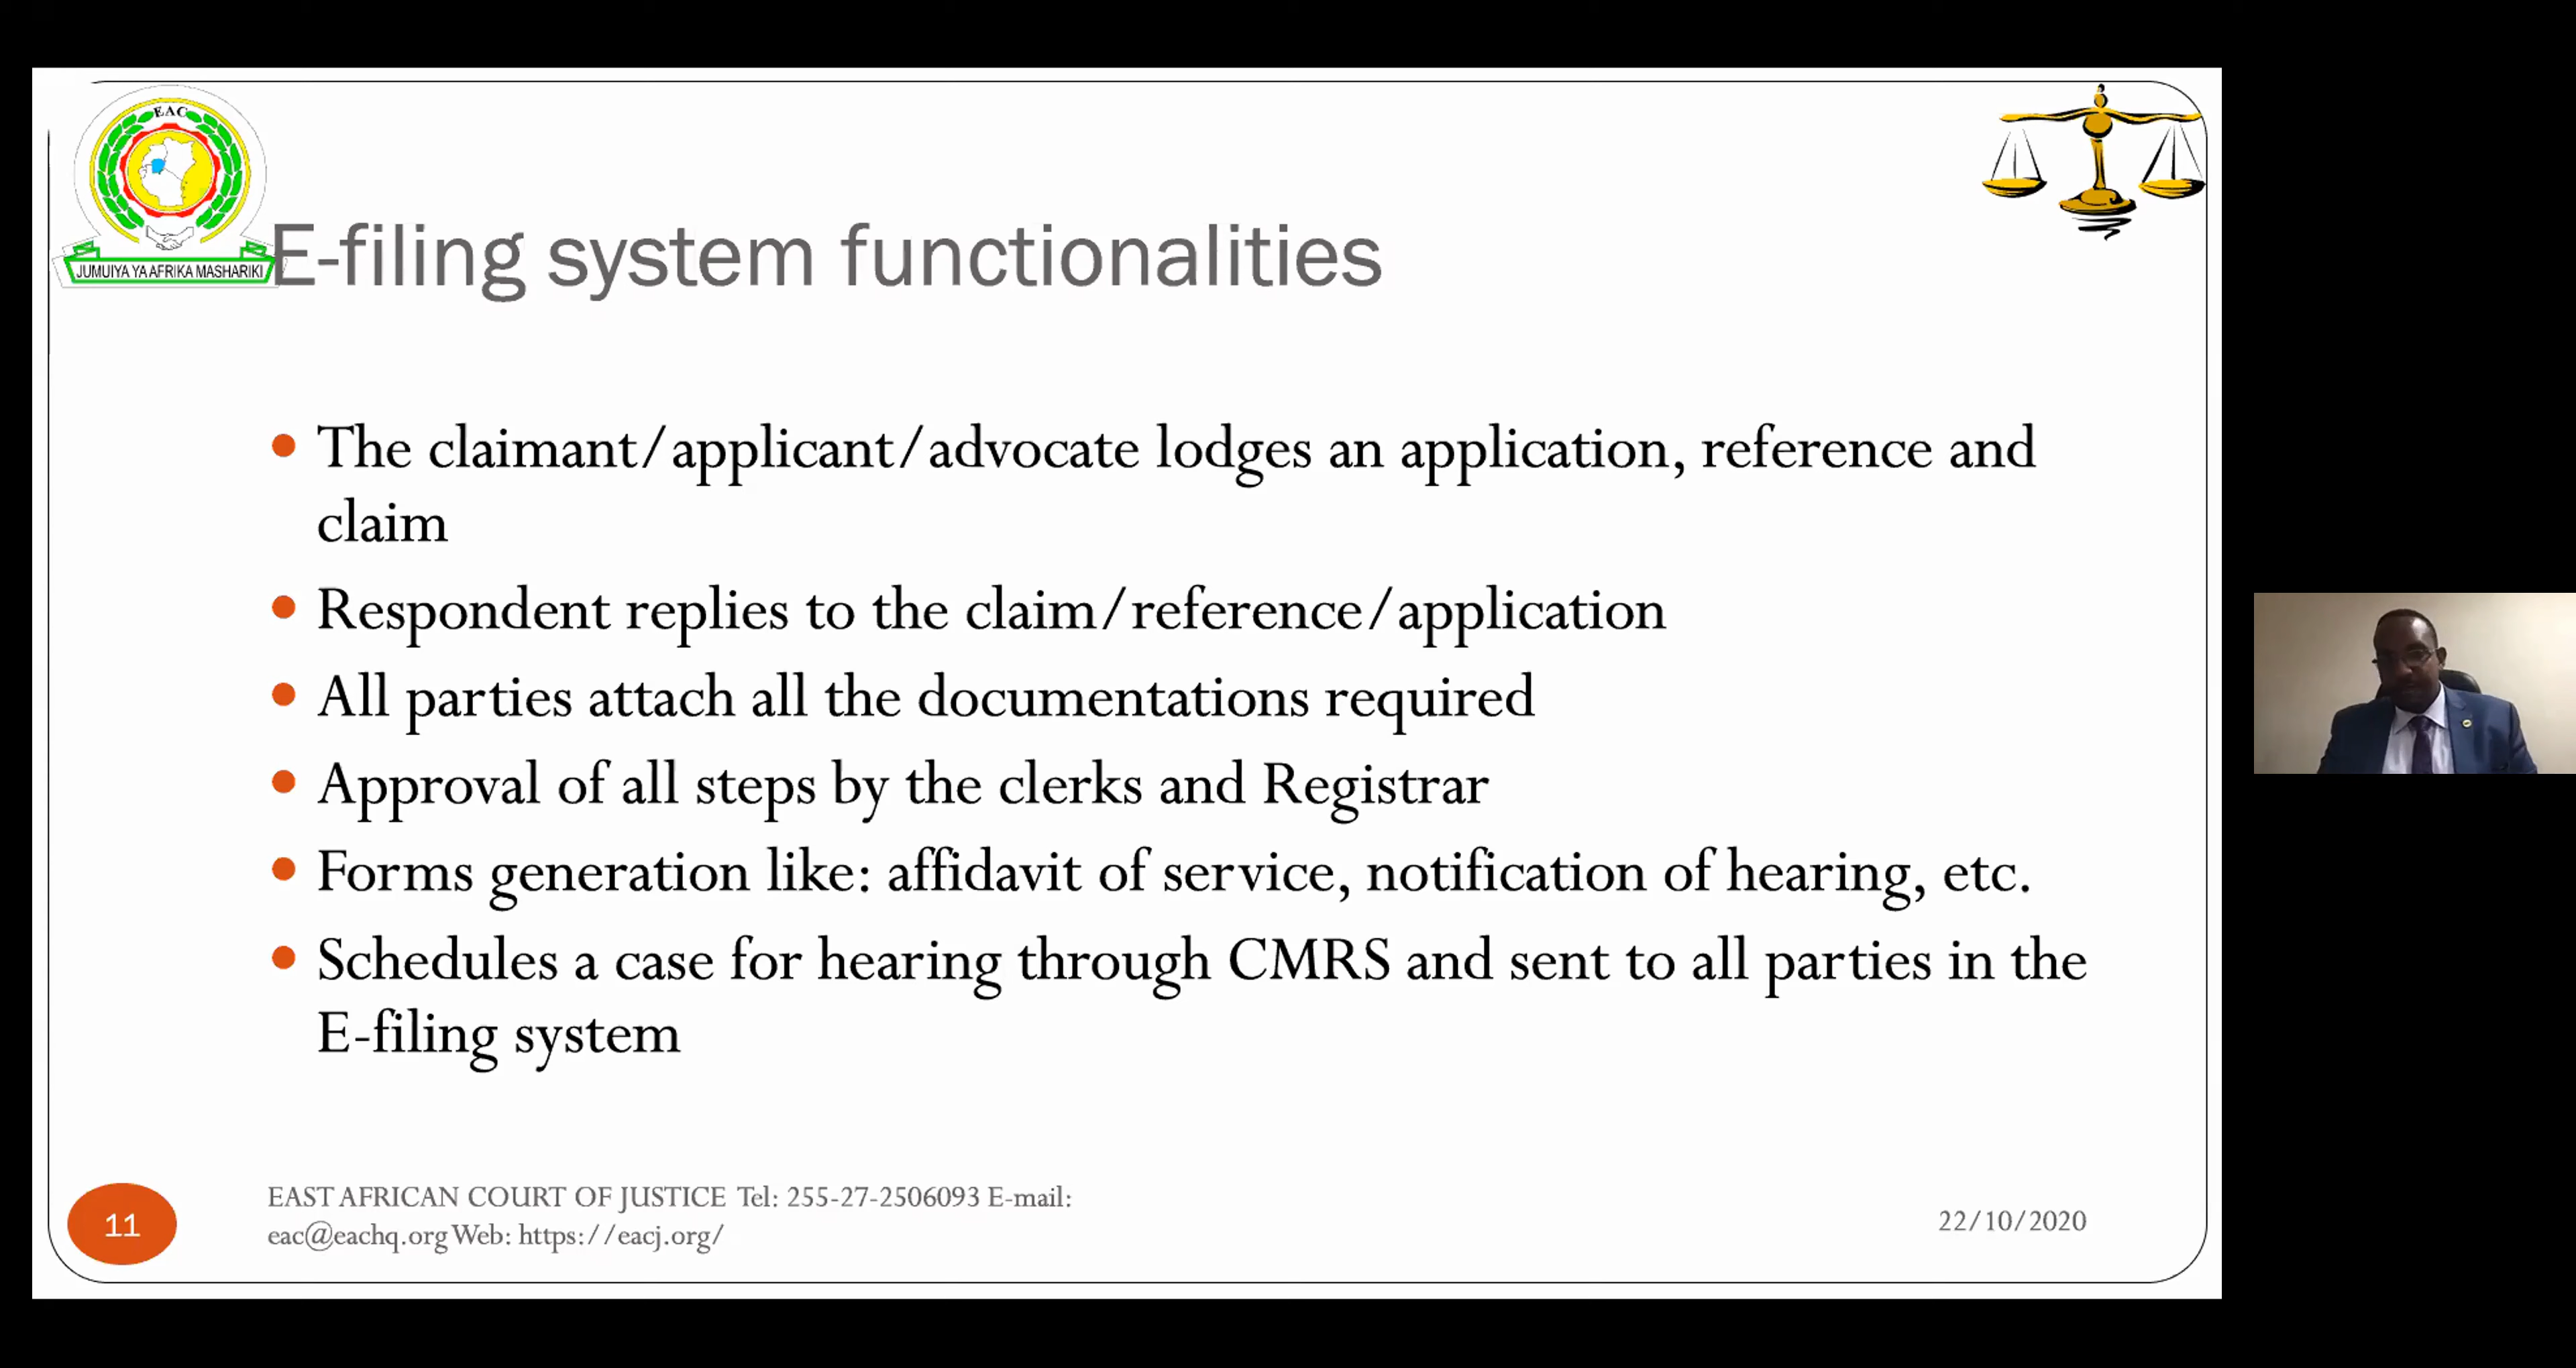 EAC
JUMUIYA YA AFRIKA MASHARIKI
E-filing system functionalities
• The claimant/applicant/advocate lodges an application, reference and
claim
• Respondent replies to the claim/reference/application
• All parties attach all the documentations required
• Approval of all steps by the clerks and Registrar
• Forms generation like: affidavit of service, notification of hearing, etc.
• Schedules a case for hearing through CMRS and sent to all parties in the
E-filing system
11
EAST AFRICAN COURT OF JUSTICE Tel: 255-27-2506093 E-mail:
eac@eachq.org Web: https://eacj.org/
22/10/2020